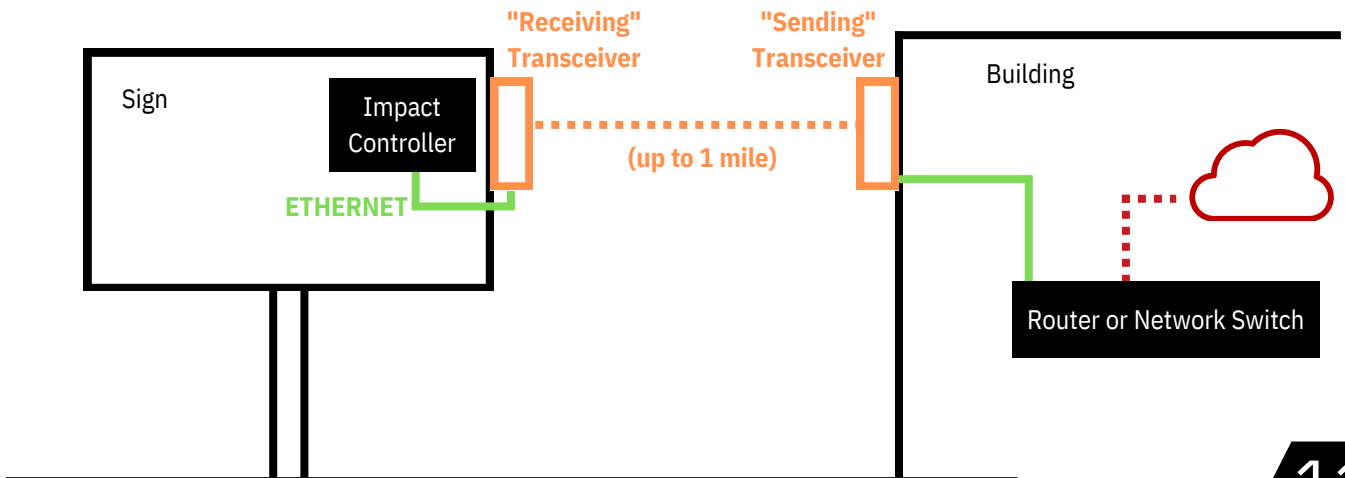 "Receiving"
Transceiver
"Sending"
Transceiver
Building
Sign
Impact
Controller
(up to 1 mile)
ETHERNET
Router or Network Switch